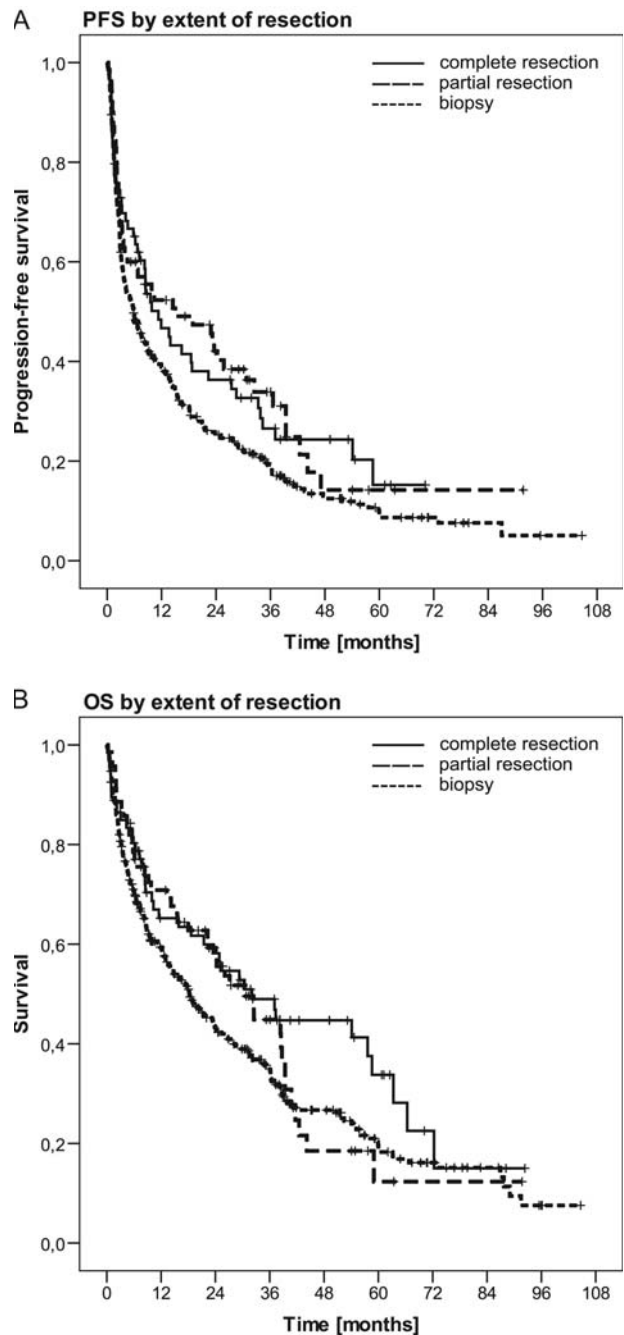 A
PFS by extent of resection
complete resection
partial resection
biopsy
Progression-free survival
1,0
0,8
0,6
0,4
0,2
0,0
0 12 24 36 48 60 72 84 96 108
Time [months]
B
OS by extent of resection
complete resection
partial resection
biopsy
Survival
1,0
0,8
0,6
0,4
0,2
0,0
0 12 24 36 48 60 72 84 96 108
Time [months]